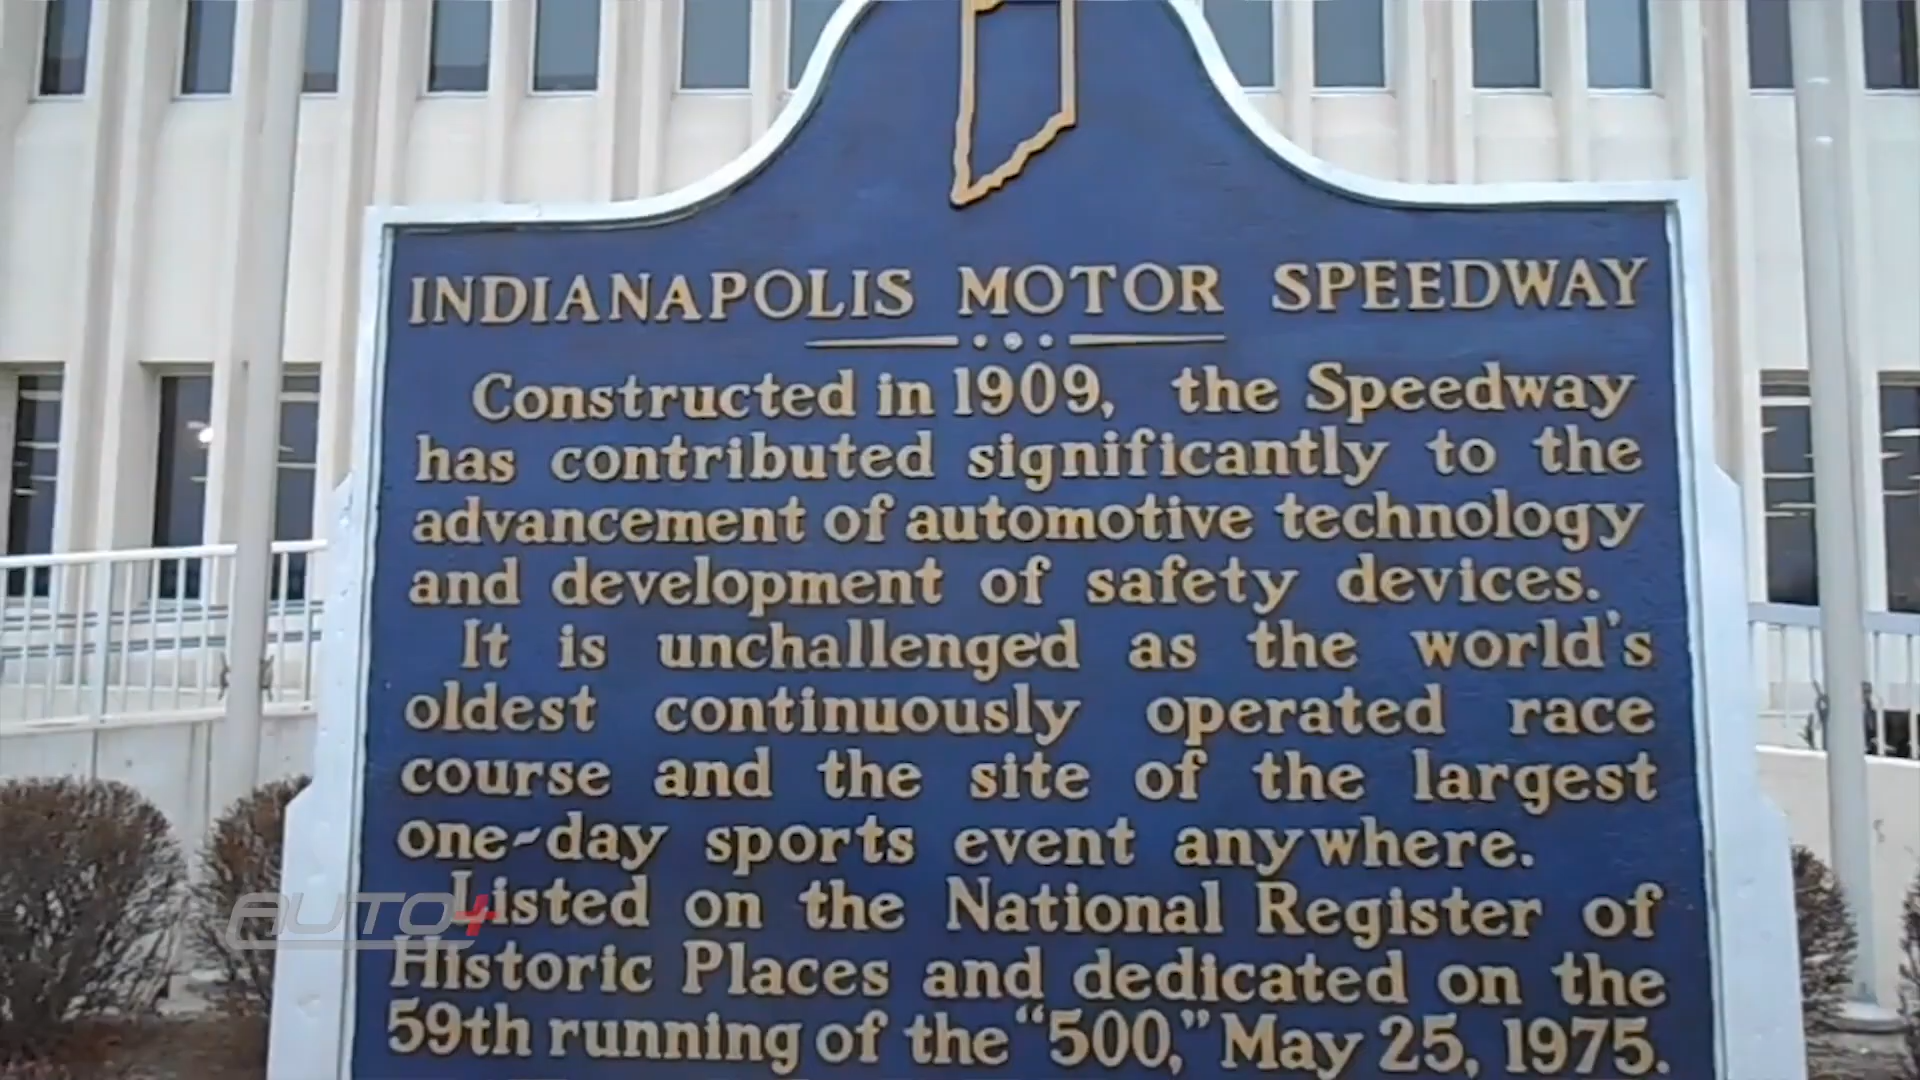 INDIANAPOLIS MOTOR SPEEDWAY
Constructed in 1909, the Speedway
has contributed significantly to the
advancement of automotive technology
and development of safety devices.
It is unchallenged as the world's
oldest continuously operated race
course and the site of the largest
one-day sports event anywhere.
Listed on the National Register of
Historic Places and dedicated on the
59th running of the "500," May 25, 1975.
AUTO4